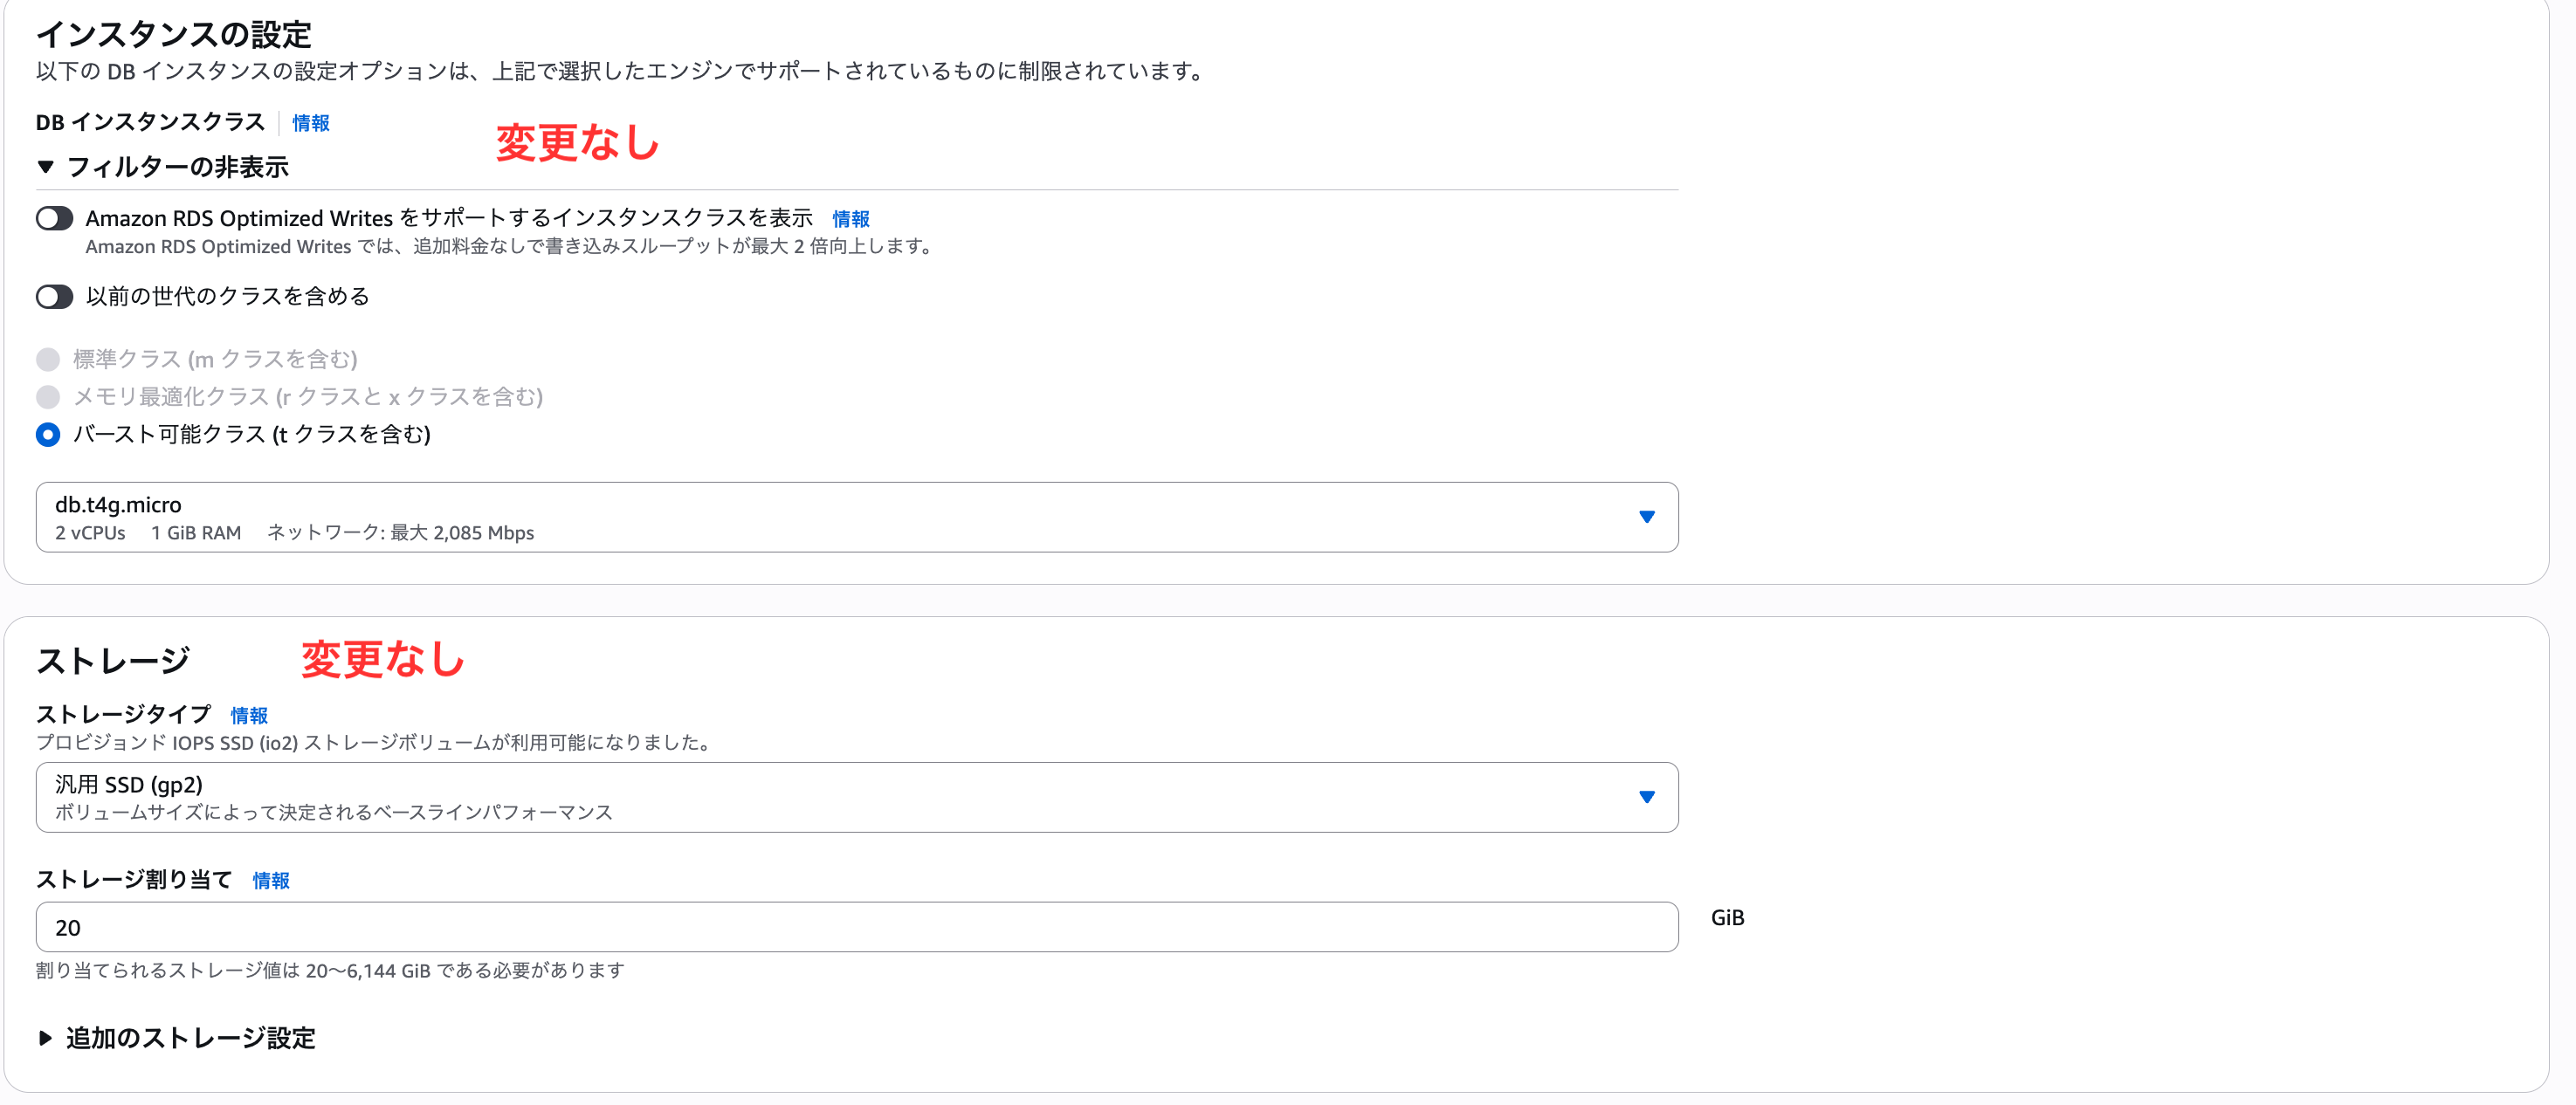 インスタンスの設定
以下の DB インスタンスの設定オプションは、上記で選択したエンジンでサポートされているものに制限されています。
DB インスタンスクラス 情報
変更なし
フィルターの非表示
Amazon RDS Optimized Writes をサポートするインスタンスクラスを表示 情報
Amazon RDS Optimized Writes では、追加料金なしで書き込みスループットが最大 2 倍向上します。
以前の世代のクラスを含める
標準クラス (m クラスを含む)
メモリ最適化クラス (r クラスと x クラスを含む)
バースト可能クラス (t クラスを含む)
db.t4g.micro
2 vCPUs 1 GiB RAM ネットワーク: 最大 2,085 Mbps
ストレージ 変更なし
ストレージタイプ 情報
プロビジョンド IOPS SSD (io2) ストレージボリュームが利用可能になりました。
汎用 SSD (gp2)
ボリュームサイズによって決定されるベースラインパフォーマンス
ストレージ割り当て 情報
20 GiB
割り当てられるストレージ値は 20～6,144 GiB である必要があります
追加のストレージ設定